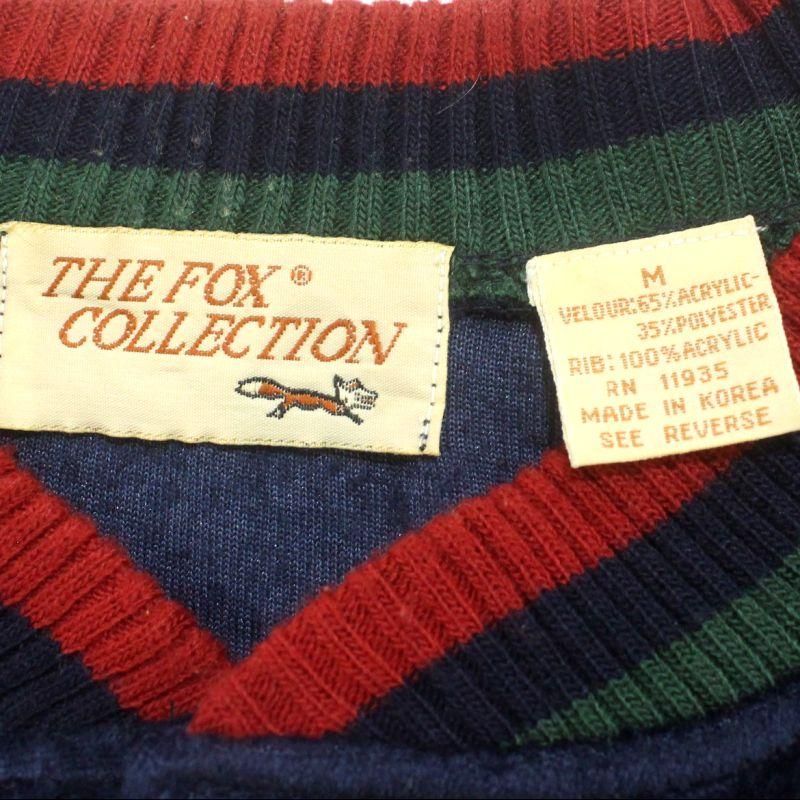 THE FOX ®
COLLECTION
M
VELOUR: 65% ACRYLIC-
35% POLYESTER
RIB: 100% ACRYLIC
RN 11935
MADE IN KOREA
SEE REVERSE